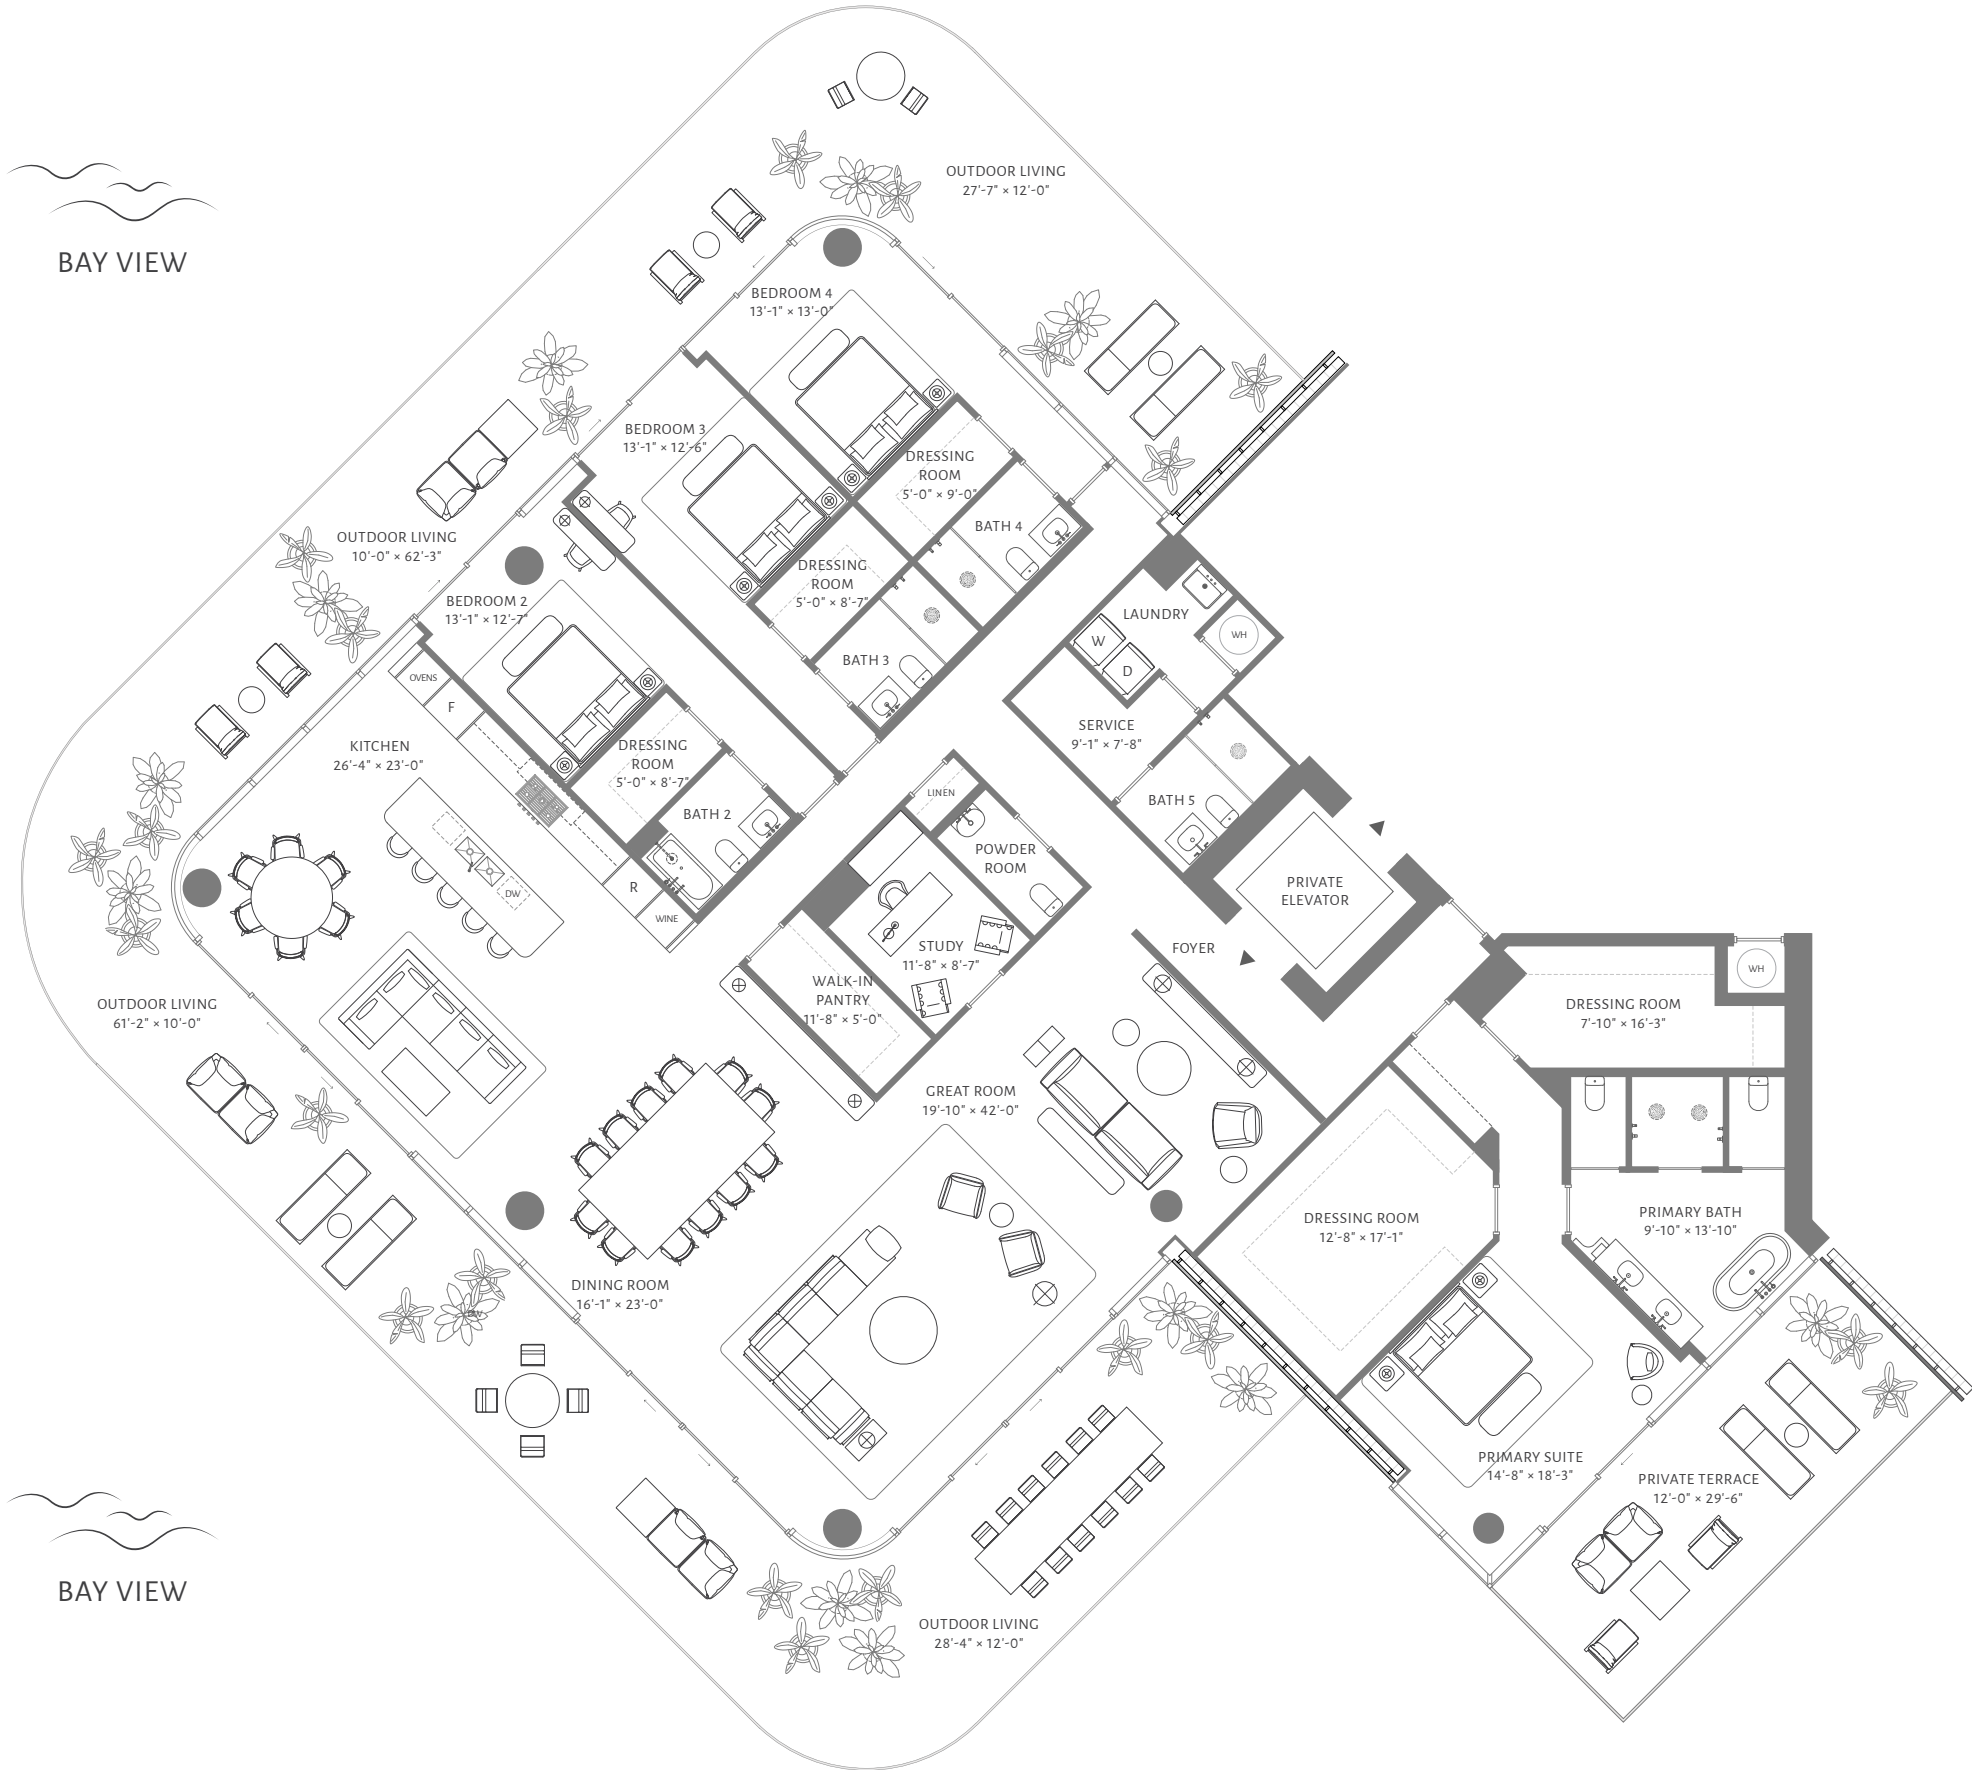 OUTDOOR LIVING
27'-7" × 12'-0"
BAY VIEW
BEDROOM 4
13'-1" × 13'-0"
BEDROOM 3
13'-1" × 12'-6"
DRESSING
ROOM
5'-0" × 9'-0"
BATH 4
OUTDOOR LIVING
10'-0" × 62'-3"
DRESSING
ROOM
5'-0" × 8'-7"
BEDROOM 2
13'-1" × 12'-7"
LAUNDRY
WH
W
D
BATH 3
OVENS
F
SERVICE
9'-1" × 7'-8"
KITCHEN
26'-4" × 23'-0"
DRESSING
ROOM
5'-0" × 8'-7"
LINEN
BATH 5
BATH 2
POWDER
ROOM
DW
R
WINE
PRIVATE
ELEVATOR
STUDY
11'-8" × 8'-7"
FOYER
WALK-IN
PANTRY
11'-8" × 5'-0"
WH
DRESSING ROOM
7'-10" × 16'-3"
OUTDOOR LIVING
61'-2" × 10'-0"
GREAT ROOM
19'-10" × 42'-0"
DRESSING ROOM
12'-8" × 17'-1"
PRIMARY BATH
9'-10" × 13'-10"
DINING ROOM
16'-1" × 23'-0"
PRIMARY SUITE
14'-8" × 18'-3"
PRIVATE TERRACE
12'-0" × 29'-6"
BAY VIEW
OUTDOOR LIVING
28'-4" × 12'-0"